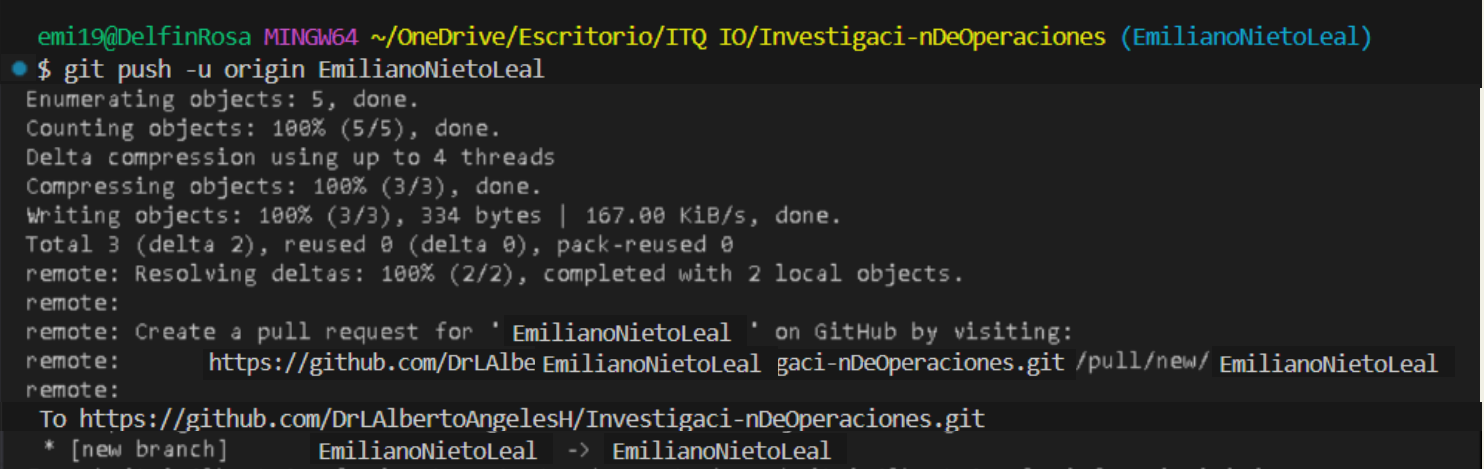 emi19@DelfinRosa MINGW64 ~/OneDrive/Escritorio/ITQ IO/Investigaci-nDeOperaciones (EmilianoNietoLeal)
$ git push -u origin EmilianoNietoLeal
Enumerating objects: 5, done.
Counting objects: 100% (5/5), done.
Delta compression using up to 4 threads
Compressing objects: 100% (3/3), done.
Writing objects: 100% (3/3), 334 bytes | 167.00 KiB/s, done.
Total 3 (delta 2), reused 0 (delta 0), pack-reused 0
remote: Resolving deltas: 100% (2/2), completed with 2 local objects.
remote:
remote: Create a pull request for ' EmilianoNietoLeal ' on GitHub by visiting:
remote: https://github.com/DrLAlbe EmilianoNietoLeal gaci-nDeOperaciones.git /pull/new/ EmilianoNietoLeal
remote:
To https://github.com/DrLAlbertoAngelesH/Investigaci-nDeOperaciones.git
* [new branch] EmilianoNietoLeal -> EmilianoNietoLeal